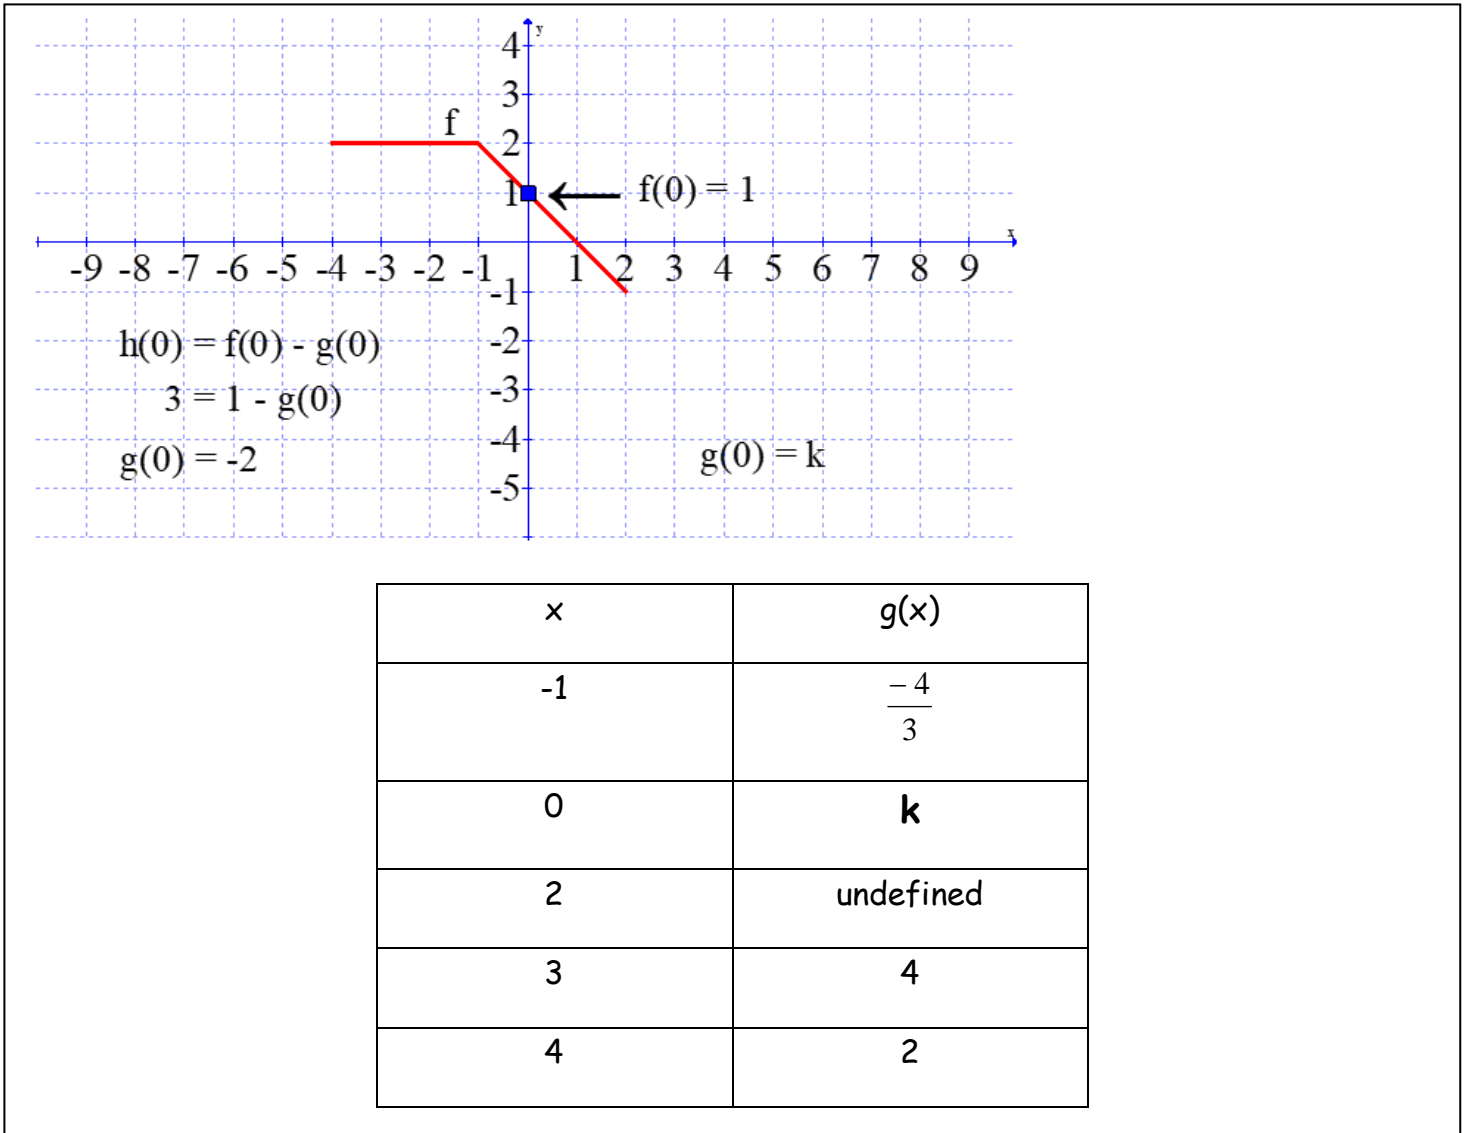 y
4
3
f
2
1
f(0) = 1
x
-9 -8 -7 -6 -5 -4 -3 -2 -1 1 2 3 4 5 6 7 8 9
-1
h(0) = f(0) - g(0)
-2
3 = 1 - g(0)
-3
-4
g(0) = -2
g(0) = k
-5
x g(x)
-1 -4/3
0 k
2 undefined
3 4
4 2